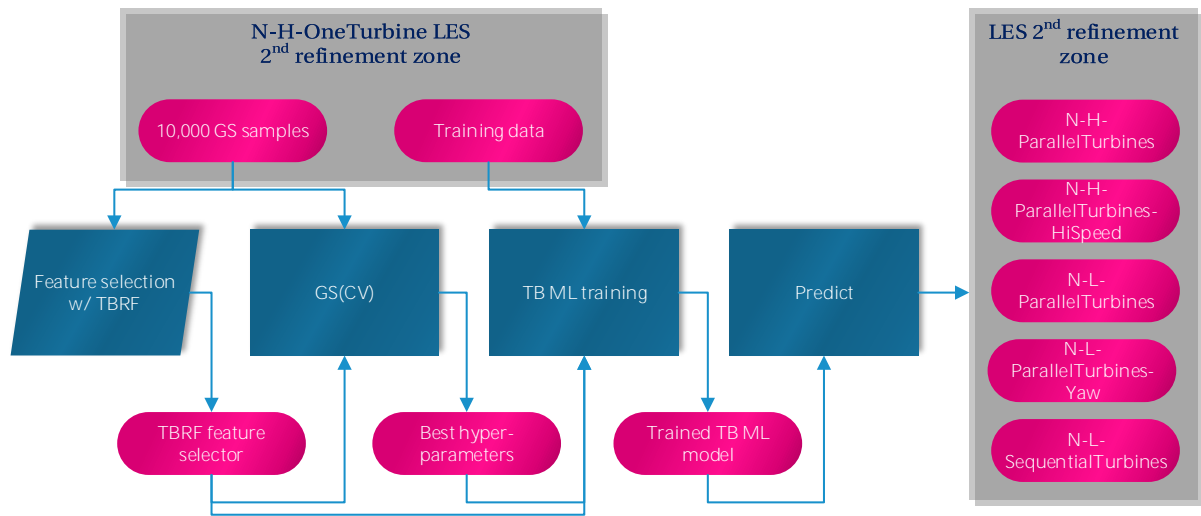 N-H-OneTurbine LES
2nd refinement zone
10,000 GS samples
Training data
Feature selection
w/ TBRF
GS(CV)
TB ML training
Predict
TBRF feature
selector
Best hyper-
parameters
Trained TB ML
model
LES 2nd refinement
zone
N-H-
ParallelTurbines
N-H-
ParallelTurbines-
HiSpeed
N-L-
ParallelTurbines
N-L-
ParallelTurbines-
Yaw
N-L-
SequentialTurbines